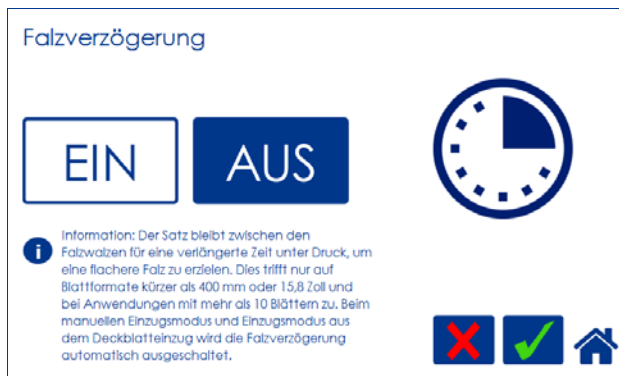 Falzverzögerung
EIN
AUS
i
Information: Der Satz bleibt zwischen den
Falzwalzen für eine verlängerte Zeit unter Druck, um
eine flachere Falz zu erzielen. Dies trifft nur auf
Blattformate kürzer als 400 mm oder 15,8 Zoll und
bei Anwendungen mit mehr als 10 Blättern zu. Beim
manuellen Einzugsmodus und Einzugsmodus aus
dem Deckblatteinzug wird die Falzverzögerung
automatisch ausgeschaltet.